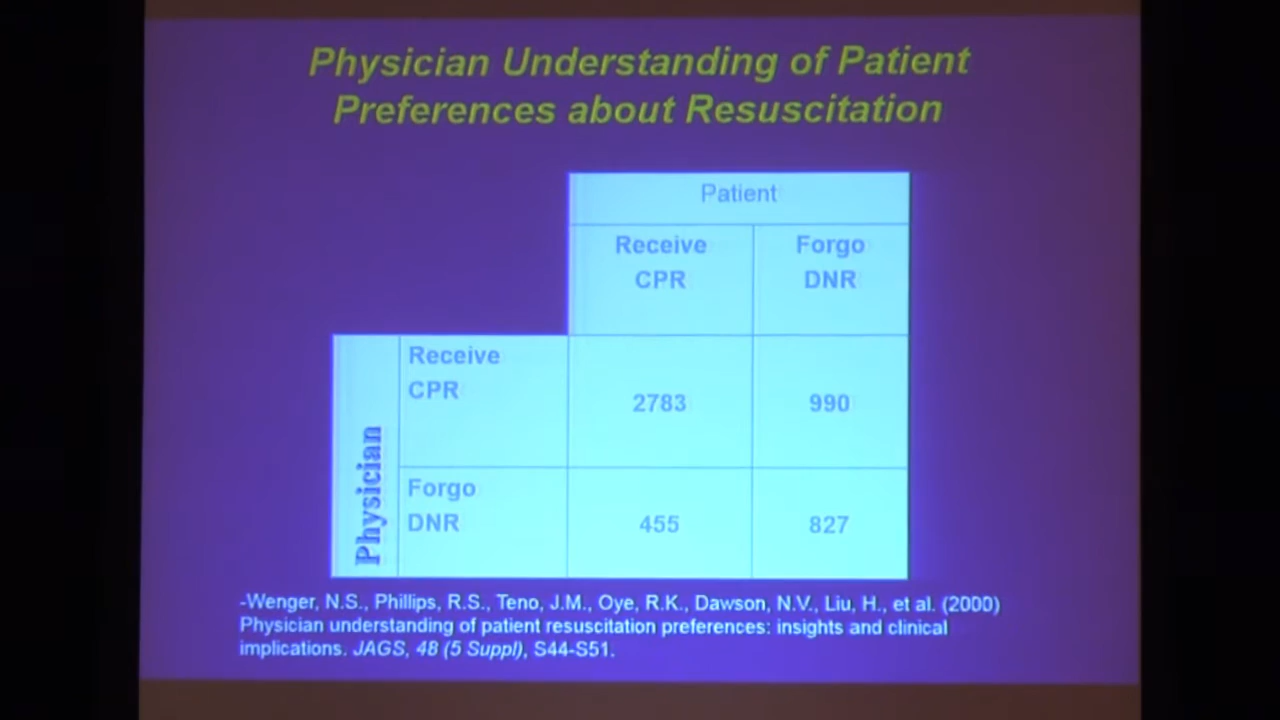 Physician Understanding of Patient
Preferences about Resuscitation
Patient
Receive
CPR
Forgo
DNR
Physician
Receive
CPR
2783
990
Forgo
DNR
455
827
-Wenger, N.S., Phillips, R.S., Teno, J.M., Oye, R.K., Dawson, N.V., Liu, H., et al. (2000)
Physician understanding of patient resuscitation preferences: insights and clinical
implications. JAGS, 48 (5 Suppl), S44-S51.